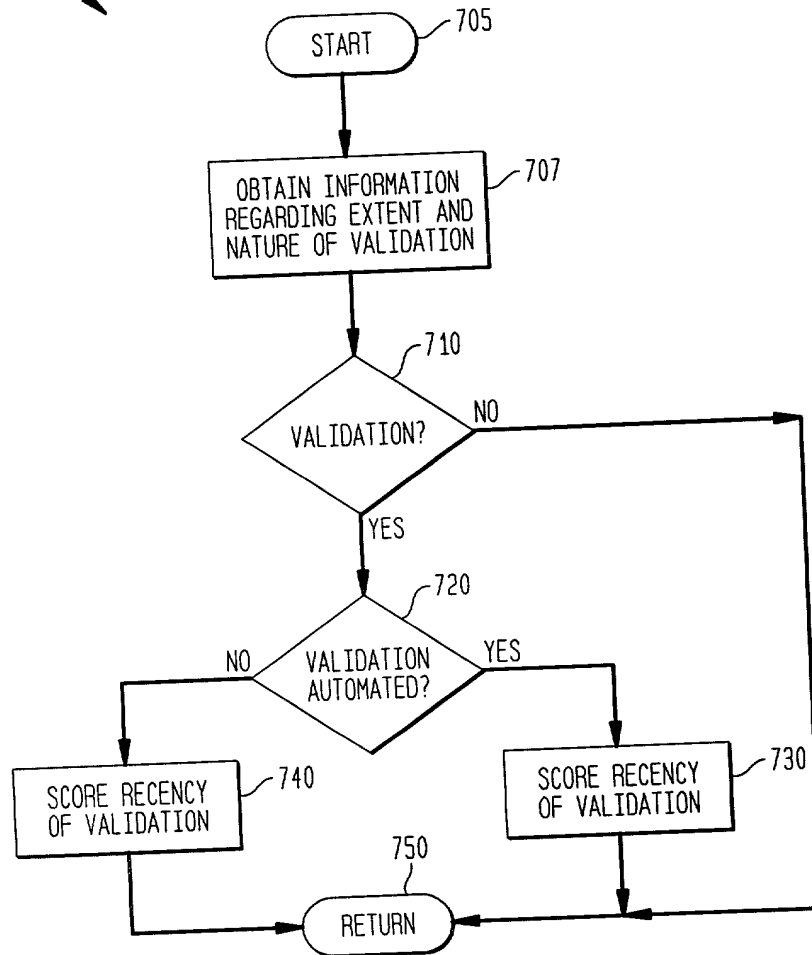 START
705
OBTAIN INFORMATION
REGARDING EXTENT AND
NATURE OF VALIDATION
707
710
VALIDATION?
NO
YES
720
NO
VALIDATION
AUTOMATED?
YES
SCORE RECENCY
OF VALIDATION
740
SCORE RECENCY
OF VALIDATION
730
750
RETURN